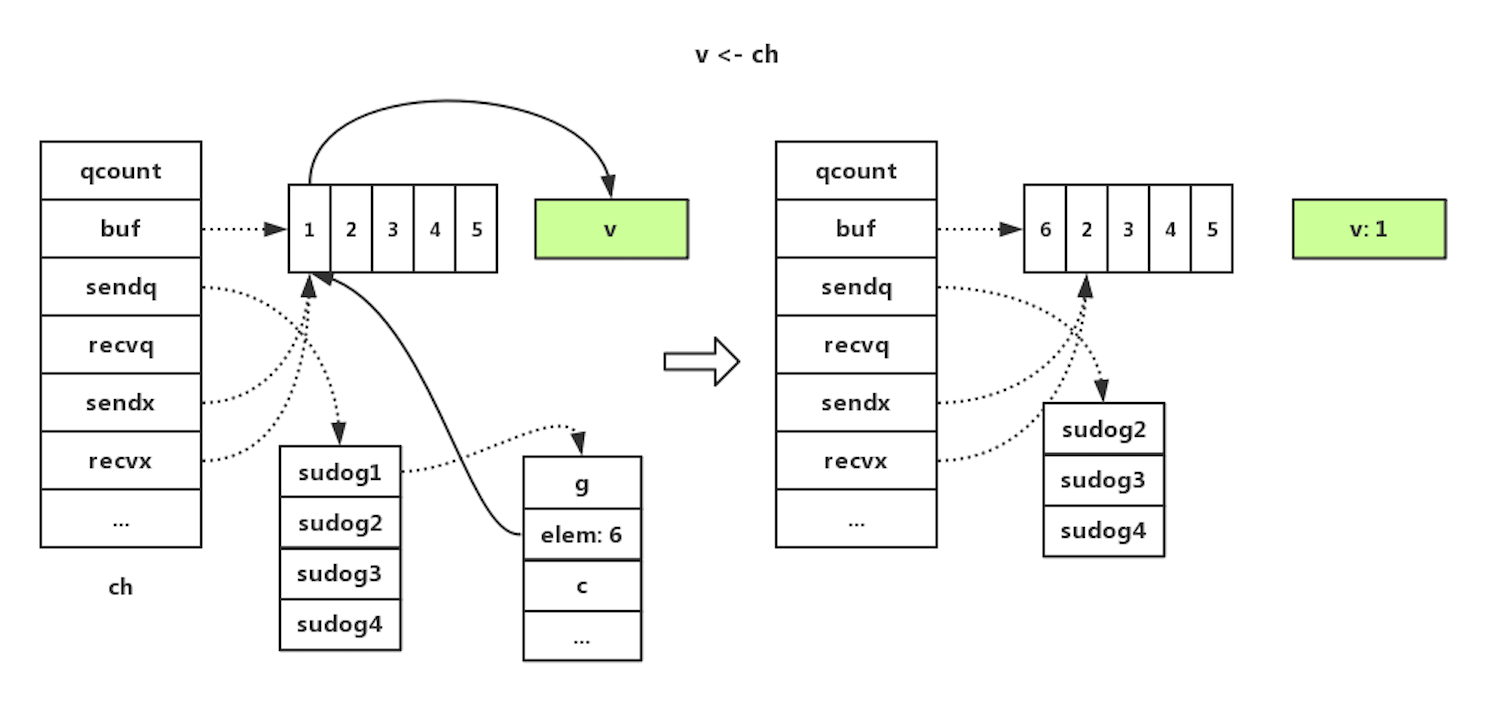 v <- ch
qcount
buf
sendq
recvq
sendx
recvx
...
ch
1 2 3 4 5
v
sudog1
sudog2
sudog3
sudog4
g
elem: 6
c
...
qcount
buf
sendq
recvq
sendx
recvx
...
6 2 3 4 5
v: 1
sudog2
sudog3
sudog4